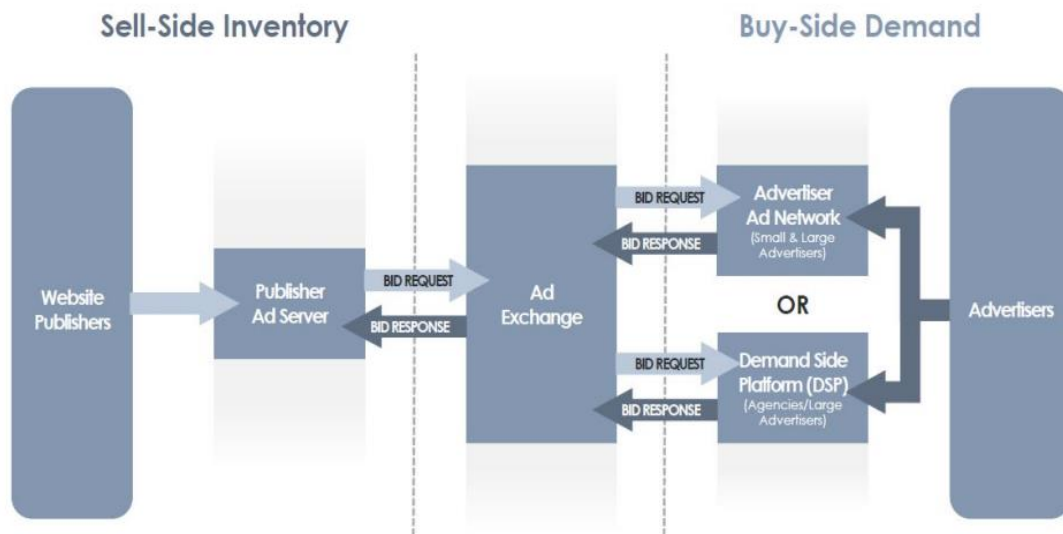 Sell-Side Inventory
Buy-Side Demand
Website
Publishers
Publisher
Ad Server
BID REQUEST
BID RESPONSE
Ad
Exchange
BID REQUEST
BID RESPONSE
BID REQUEST
BID RESPONSE
Advertiser
Ad Network
(Small & Large
Advertisers)
OR
Demand Side
Platform (DSP)
(Agencies/Large
Advertisers)
Advertisers